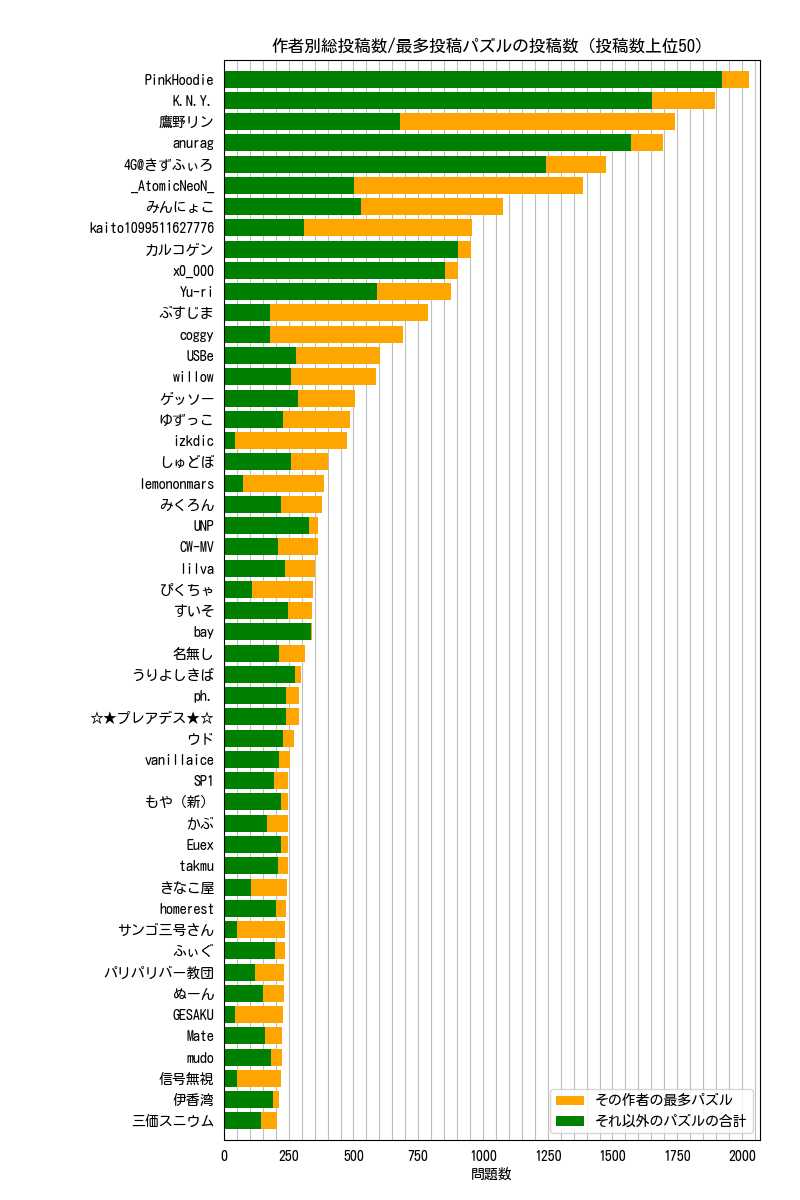 作者別総投稿数/最多投稿パズルの投稿数 (投稿数上位50)
PinkHoodie
K.N.Y.
鷹野リン
anurag
4G@きずふぃろ
_AtomicNeoN_
みんにょこ
kaito1099511627776
カルコゲン
x0_000
Yu-ri
ぶすじま
coggy
USBe
willow
ゲッソー
ゆずっこ
izkdic
しゅどぼ
lemononmars
みくろん
UNP
CW-MV
lilva
ぴくちゃ
すいそ
bay
名無し
うりよしきば
ph.
☆★プレアデス★☆
ウド
vanillaice
SP1
もや（新）
かぶ
Euex
takmu
きなこ屋
homerest
サンゴ三号さん
ふぃぐ
パリパリバー教団
ぬーん
GESAKU
Mate
mudo
信号無視
伊香湾
三価スニウム
その作者の最多パズル
それ以外のパズルの合計
0 250 500 750 1000 1250 1500 1750 2000
問題数